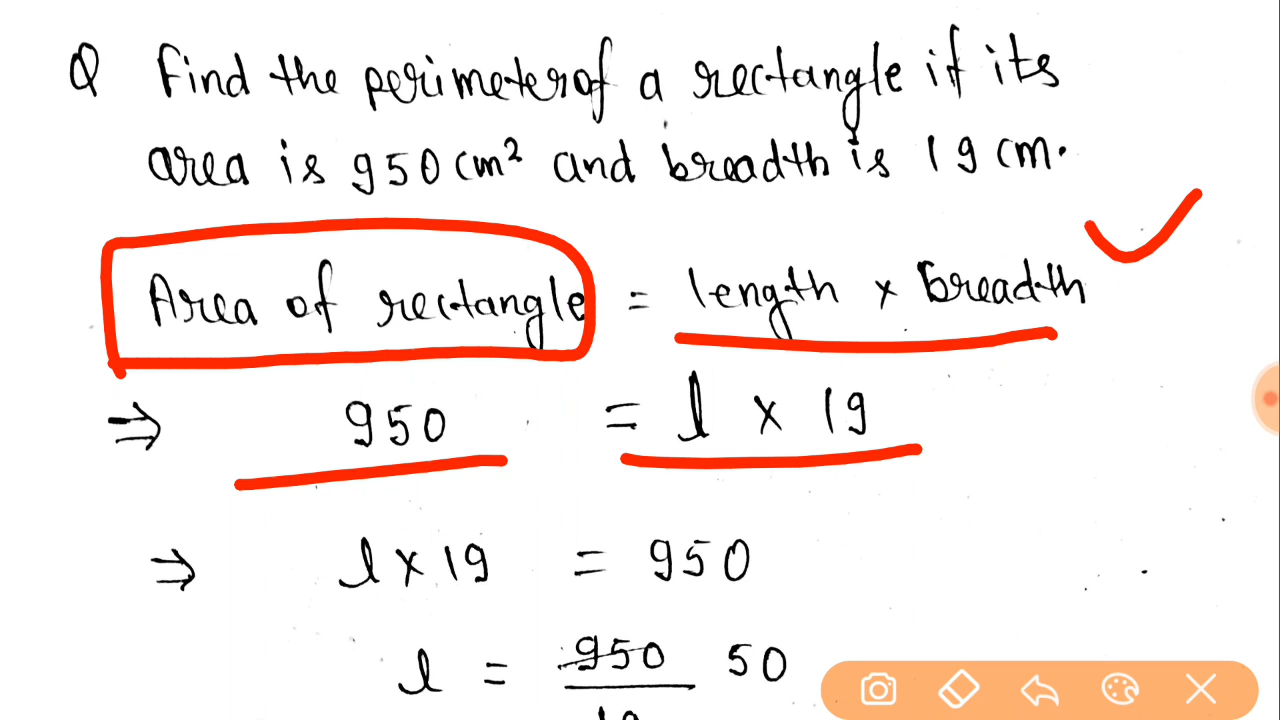 Q Find the perimeter of a rectangle if its
area is 950 cm² and breadth is 19 cm.
Area of rectangle = length × Breadth
⇒ 950 = l × 19
⇒ l × 19 = 950
l = 950 50
19